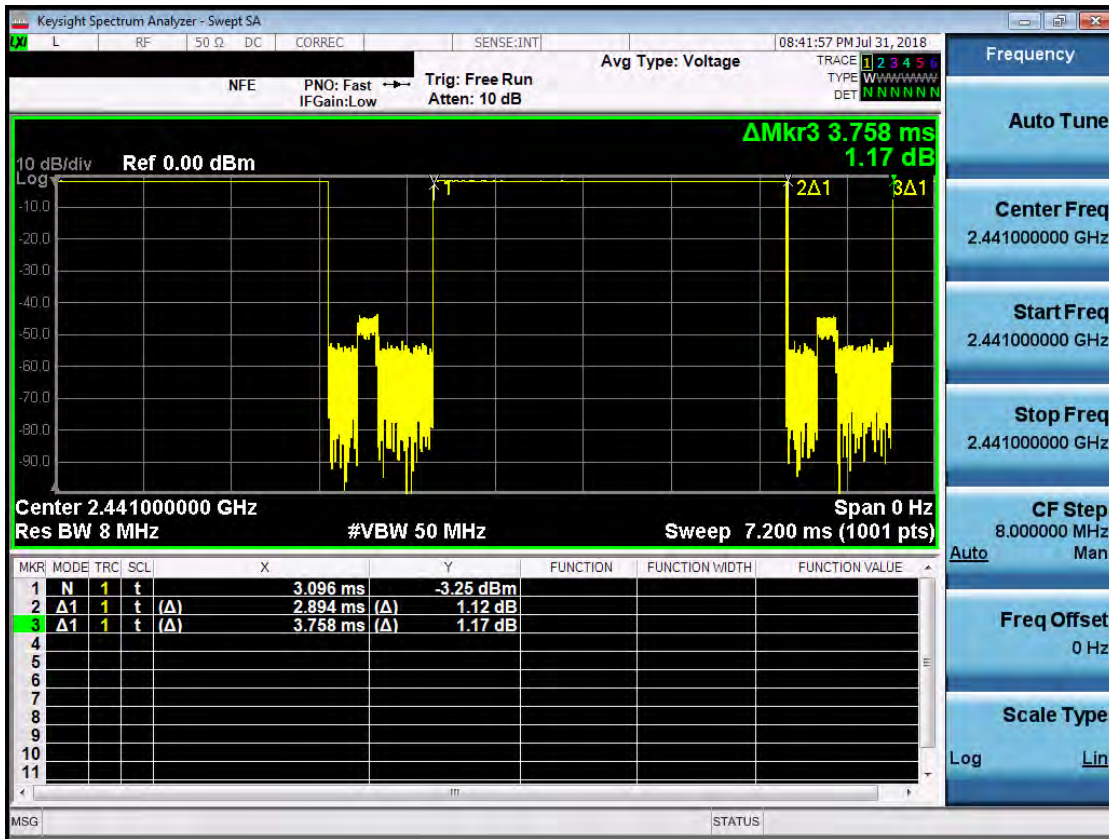 Keysight Spectrum Analyzer - Swept SA
LXI L RF 50 Ω DC CORREC SENSE:INT 08:41:57 PM Jul 31, 2018
Avg Type: Voltage TRACE 1 2 3 4 5 6
TYPE WWWWWW
DET N N N N N N
NFE PNO: Fast Trig: Free Run
IFGain:Low Atten: 10 dB
ΔMkr3 3.758 ms
1.17 dB
10 dB/div Ref 0.00 dBm
Log
1 2Δ1 3Δ1
-10.0
-20.0
-30.0
-40.0
-50.0
-60.0
-70.0
-80.0
-90.0
Center 2.441000000 GHz Span 0 Hz
Res BW 8 MHz #VBW 50 MHz Sweep 7.200 ms (1001 pts)
MKR MODE TRC SCL X Y FUNCTION FUNCTION WIDTH FUNCTION VALUE
1 N 1 t 3.096 ms -3.25 dBm
2 Δ1 1 t (Δ) 2.894 ms (Δ) 1.12 dB
3 Δ1 1 t (Δ) 3.758 ms (Δ) 1.17 dB
4
5
6
7
8
9
10
11
MSG STATUS
Frequency
Auto Tune
Center Freq
2.441000000 GHz
Start Freq
2.441000000 GHz
Stop Freq
2.441000000 GHz
CF Step
8.000000 MHz
Auto Man
Freq Offset
0 Hz
Scale Type
Log Lin